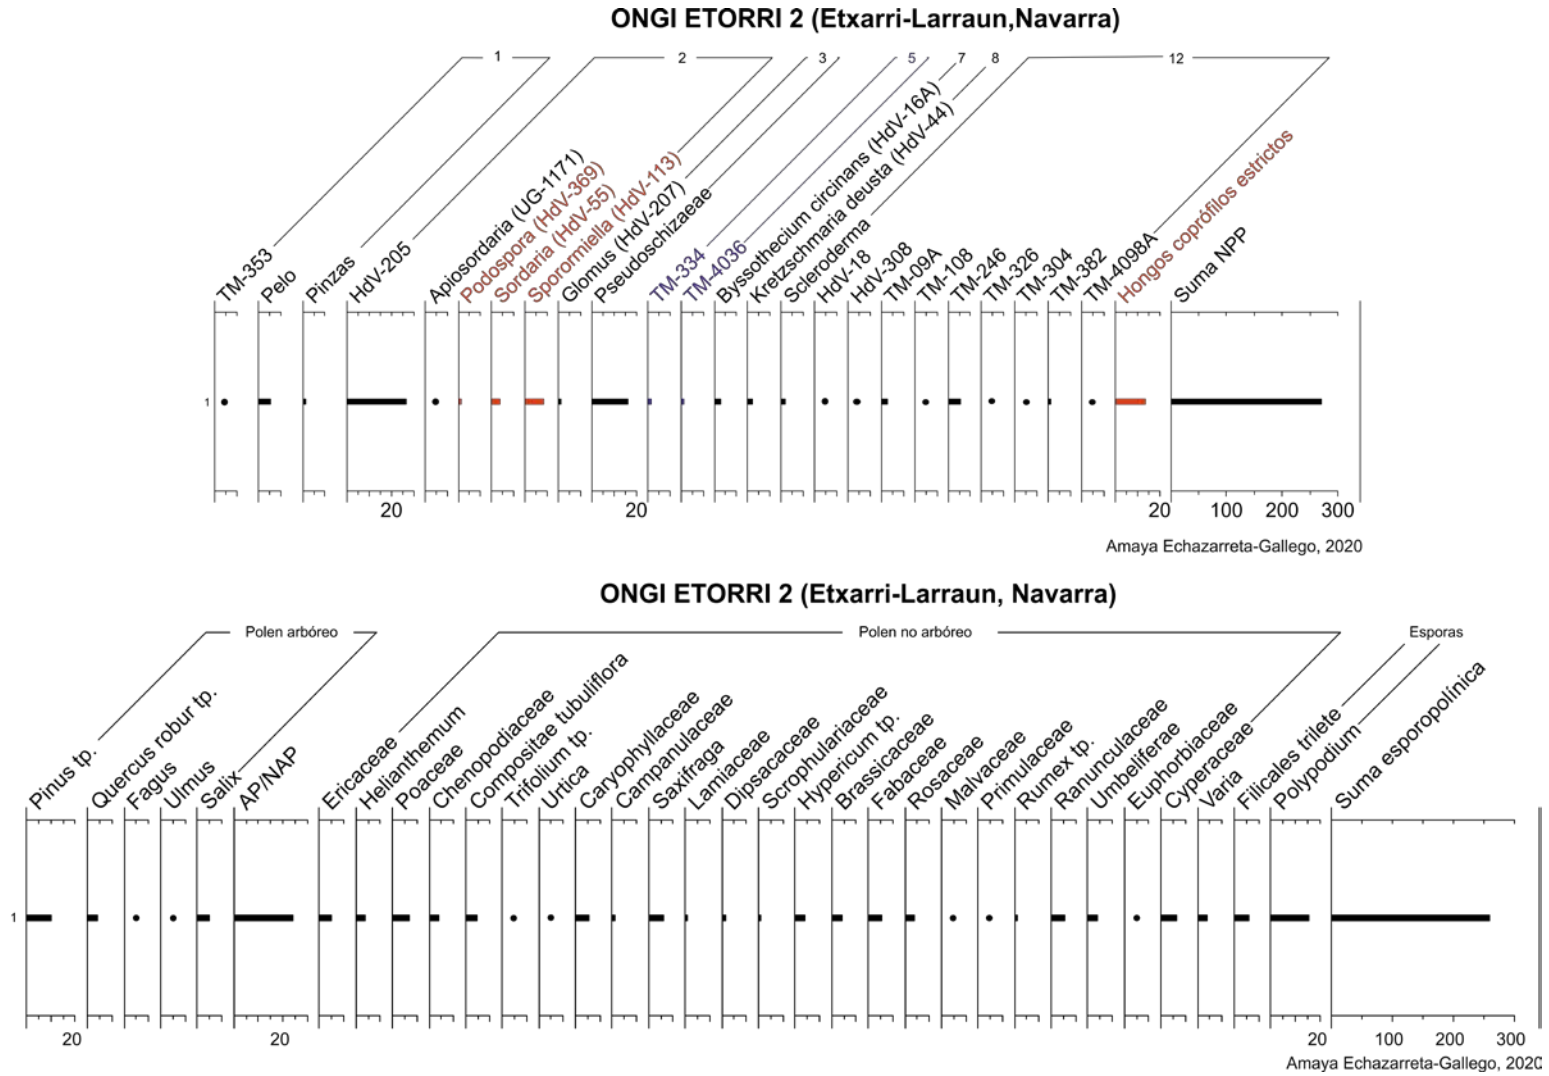 ONGI ETORRI 2 (Etxarri-Larraun,Navarra)
1 2 3 5 7 8 12
TM-353
Pelo
Pinzas
HdV-205
Apiosordaria (UG-1171)
Podospora (HdV-369)
Sordaria (HdV-55)
Sporormiella (HdV-113)
Glomus (HdV-207)
Pseudoschizaeae
TM-334
TM-4036
Byssothecium circinans (HdV-16A)
Kretzschmaria deusta (HdV-44)
Scleroderma
HdV-18
HdV-308
TM-09A
TM-108
TM-246
TM-326
TM-304
TM-382
TM-4098A
Hongos coprófilos estrictos
Suma NPP
1
20 20 20 100 200 300
Amaya Echazarreta-Gallego, 2020
ONGI ETORRI 2 (Etxarri-Larraun, Navarra)
Polen arbóreo Polen no arbóreo Esporas
Pinus tp.
Quercus robur tp.
Fagus
Ulmus
Salix
AP/NAP
Ericaceae
Helianthemum
Poaceae
Chenopodiaceae
Compositae tubuliflora
Trifolium tp.
Urtica
Caryophyllaceae
Campanulaceae
Saxifraga
Lamiaceae
Dipsacaceae
Scrophulariaceae
Hypericum tp.
Brassicaceae
Fabaceae
Rosaceae
Malvaceae
Primulaceae
Rumex tp.
Ranunculaceae
Umbeliferae
Euphorbiaceae
Cyperaceae
Varia
Filicales trilete
Polypodium
Suma esporopolínica
1
20 20 20 100 200 300
Amaya Echazarreta-Gallego, 2020